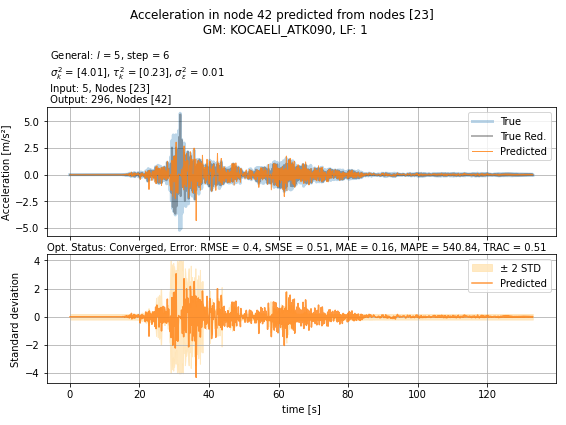 Acceleration in node 42 predicted from nodes [23]
GM: KOCAELI_ATK090, LF: 1
General: l = 5, step = 6
σ²ₖ = [4.01], τ²ₖ = [0.23], σ²ε = 0.01
Input: 5, Nodes [23]
Output: 296, Nodes [42]
5.0
2.5
0.0
−2.5
−5.0
Acceleration [m/s²]
True
True Red.
Predicted
Opt. Status: Converged, Error: RMSE = 0.4, SMSE = 0.51, MAE = 0.16, MAPE = 540.84, TRAC = 0.51
4
2
0
−2
−4
Standard deviation
± 2 STD
Predicted
0 20 40 60 80 100 120
time [s]